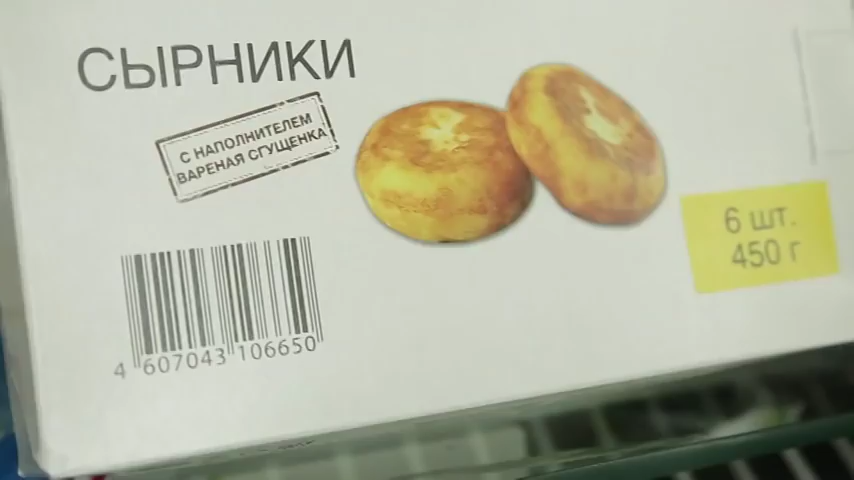 СЫРНИКИ
С НАПОЛНИТЕЛЕМ
ВАРЕНАЯ СГУЩЕНКА
6 шт.
450 г
4 607043 106650